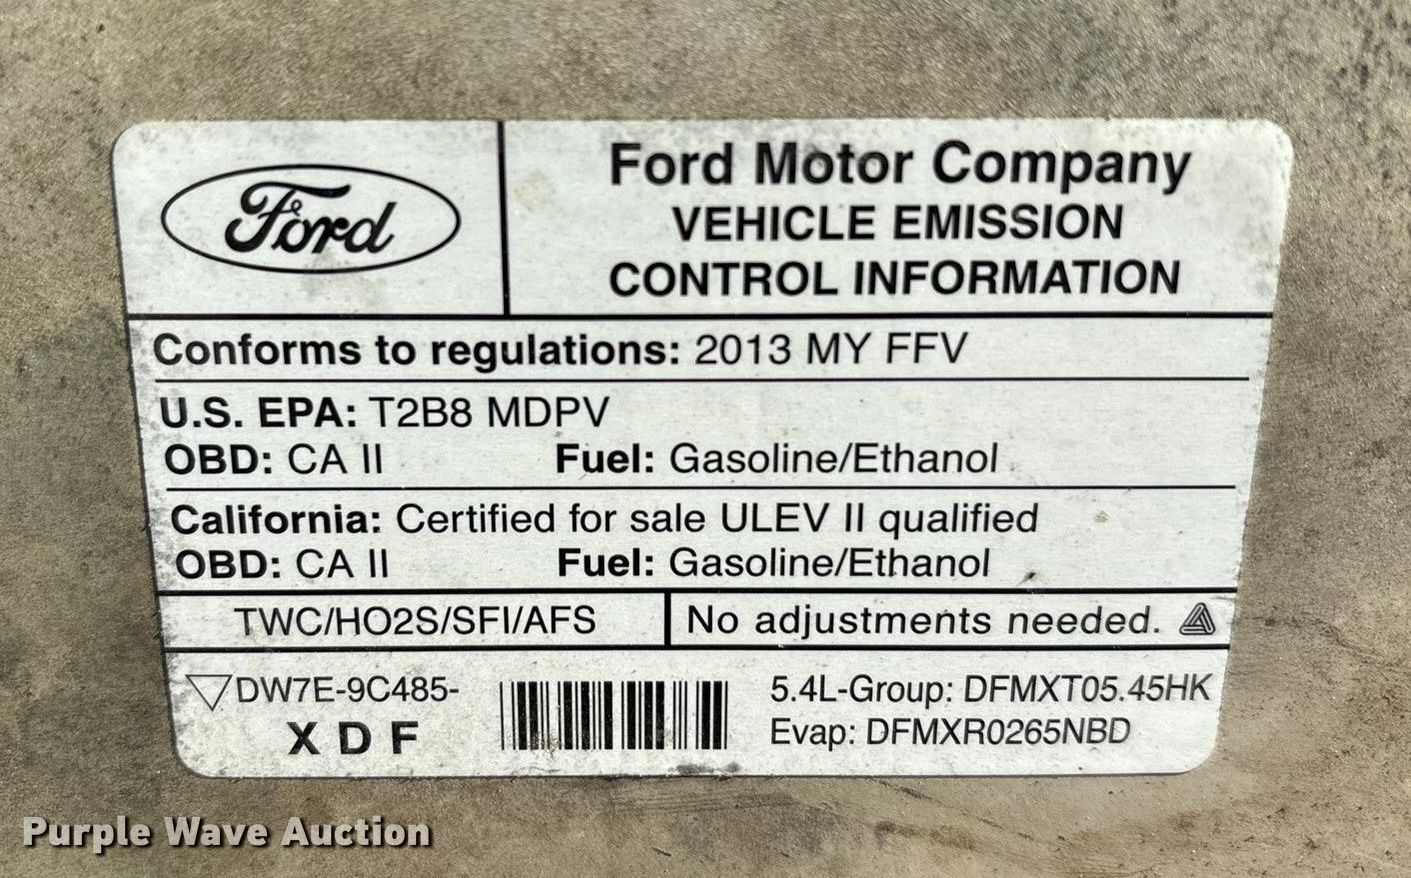 Ford
Ford Motor Company
VEHICLE EMISSION
CONTROL INFORMATION
Conforms to regulations: 2013 MY FFV
U.S. EPA: T2B8 MDPV
OBD: CA II Fuel: Gasoline/Ethanol
California: Certified for sale ULEV II qualified
OBD: CA II Fuel: Gasoline/Ethanol
TWC/HO2S/SFI/AFS No adjustments needed.
DW7E-9C485- 5.4L-Group: DFMXT05.45HK
X D F Evap: DFMXR0265NBD
Purple Wave Auction